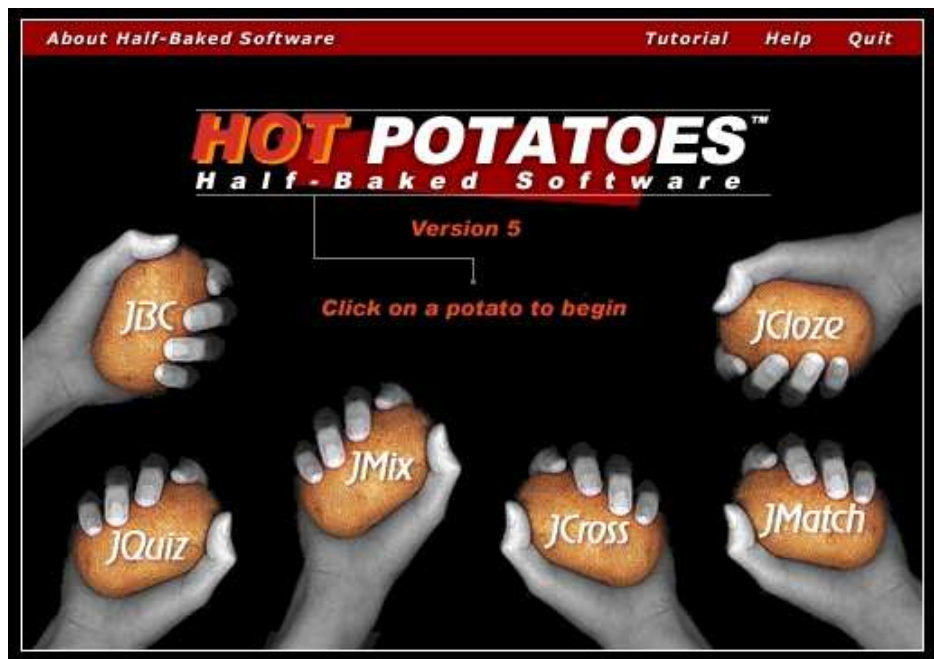 About Half-Baked Software Tutorial Help Quit
HOT POTATOES™
Half-Baked Software
Version 5
Click on a potato to begin
JBC
JCloze
JMix
JQuiz
JCross
JMatch